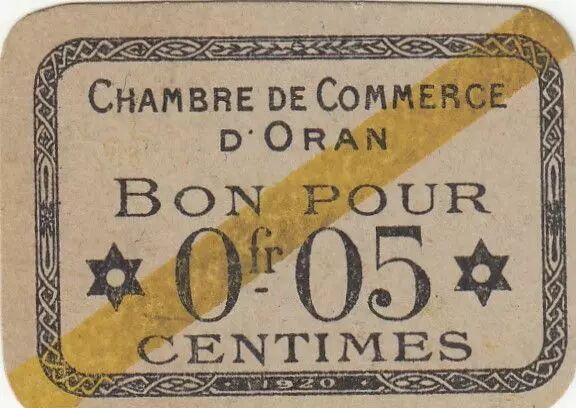 CHAMBRE DE COMMERCE
D'ORAN
BON POUR
0fr-05
CENTIMES
1920